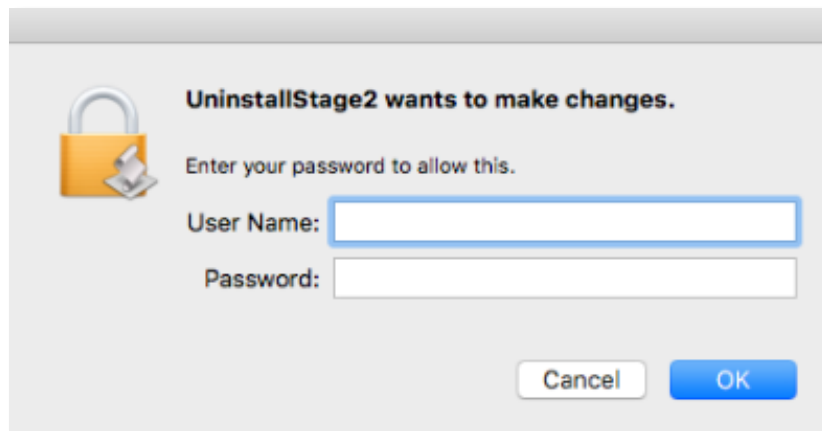 UninstallStage2 wants to make changes.
Enter your password to allow this.
User Name:
Password:
Cancel OK